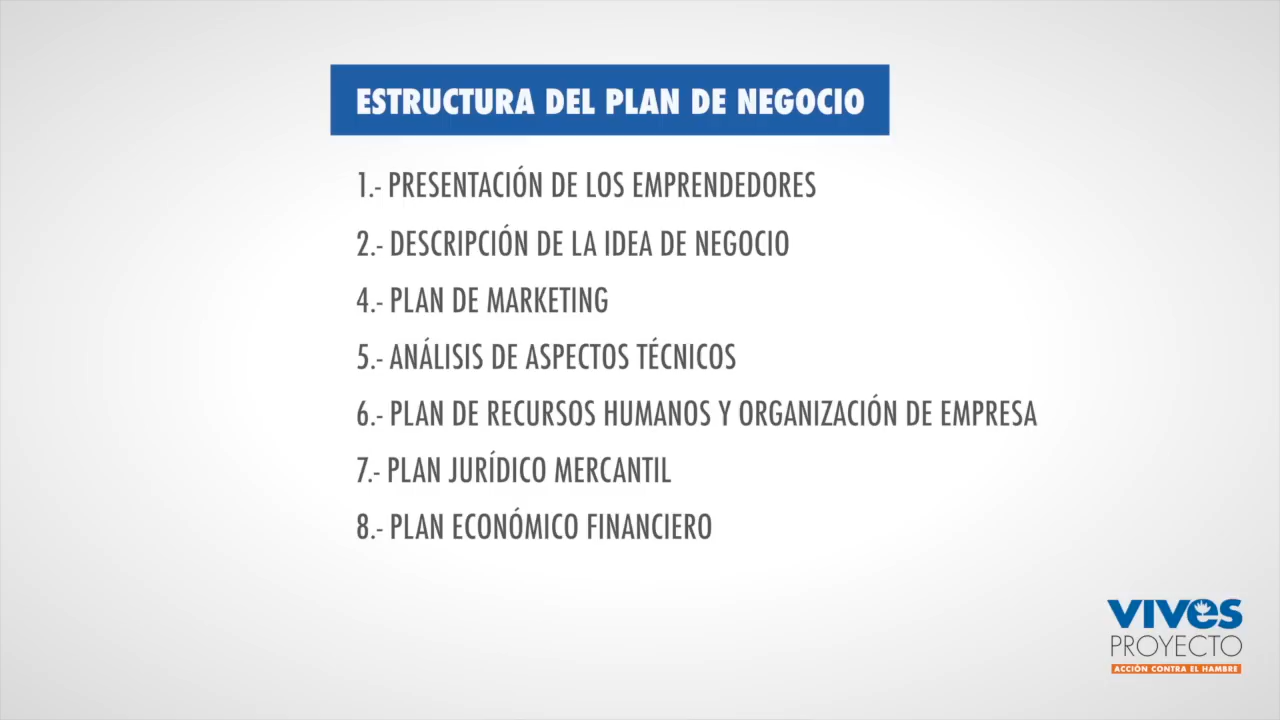 ESTRUCTURA DEL PLAN DE NEGOCIO
1.- PRESENTACIÓN DE LOS EMPRENDEDORES
2.- DESCRIPCIÓN DE LA IDEA DE NEGOCIO
4.- PLAN DE MARKETING
5.- ANÁLISIS DE ASPECTOS TÉCNICOS
6.- PLAN DE RECURSOS HUMANOS Y ORGANIZACIÓN DE EMPRESA
7.- PLAN JURÍDICO MERCANTIL
8.- PLAN ECONÓMICO FINANCIERO
VIVES
PROYECTO
ACCIÓN CONTRA EL HAMBRE